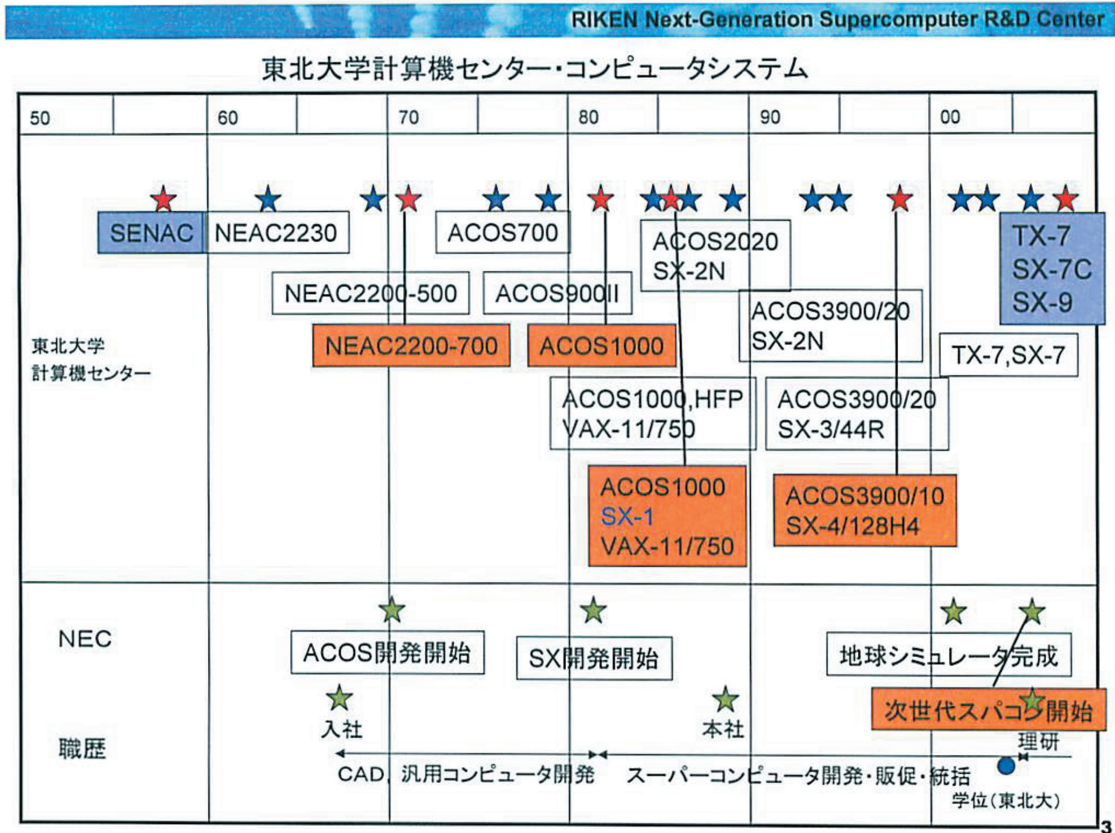 RIKEN Next-Generation Supercomputer R&D Center
東北大学計算機センター・コンピュータシステム
50 60 70 80 90 00
SENAC
NEAC2230
ACOS700
ACOS2020
SX-2N
TX-7
SX-7C
SX-9
NEAC2200-500
ACOS900II
ACOS3900/20
SX-2N
東北大学
計算機センター
NEAC2200-700
ACOS1000
TX-7,SX-7
ACOS1000,HFP
VAX-11/750
ACOS3900/20
SX-3/44R
ACOS1000
SX-1
VAX-11/750
ACOS3900/10
SX-4/128H4
NEC
ACOS開発開始
SX開発開始
地球シミュレータ完成
次世代スパコン開始
職歴
入社
本社
理研
CAD, 汎用コンピュータ開発
スーパーコンピュータ開発・販促・統括
学位(東北大)
3